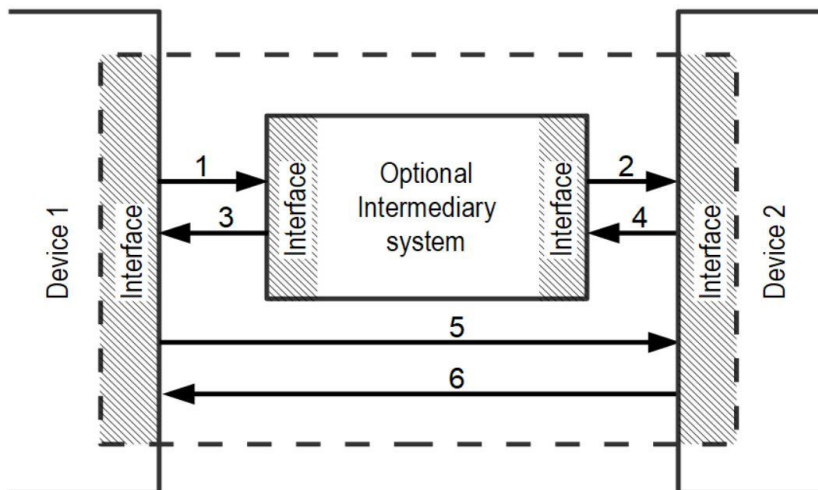 Device 1
Interface
1
3
Interface
Optional
Intermediary
system
Interface
2
4
5
6
Interface
Device 2